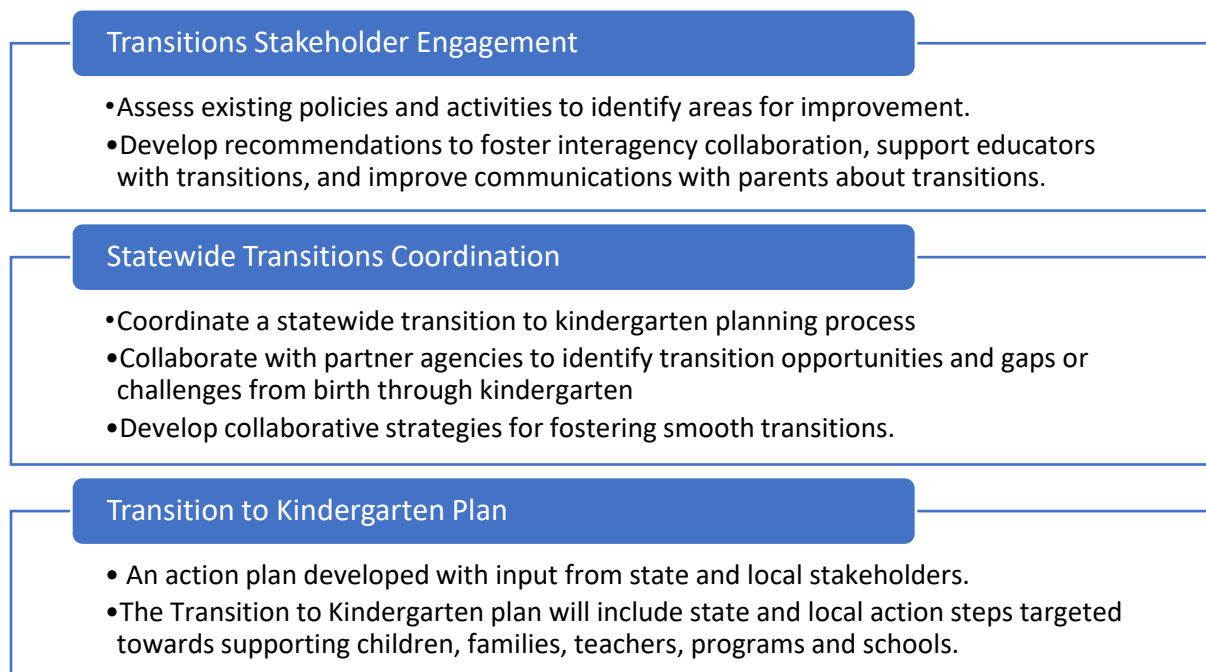 Transitions Stakeholder Engagement
•Assess existing policies and activities to identify areas for improvement.
•Develop recommendations to foster interagency collaboration, support educators
with transitions, and improve communications with parents about transitions.
Statewide Transitions Coordination
•Coordinate a statewide transition to kindergarten planning process
•Collaborate with partner agencies to identify transition opportunities and gaps or
challenges from birth through kindergarten
•Develop collaborative strategies for fostering smooth transitions.
Transition to Kindergarten Plan
• An action plan developed with input from state and local stakeholders.
•The Transition to Kindergarten plan will include state and local action steps targeted
towards supporting children, families, teachers, programs and schools.